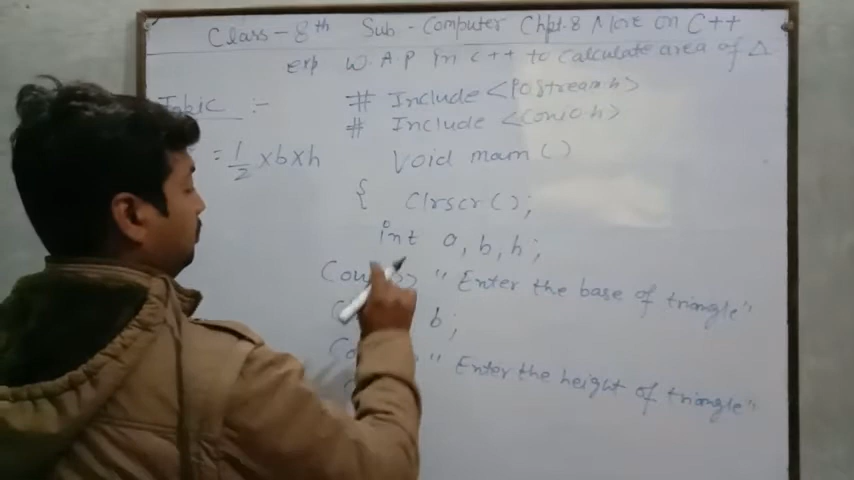 Class - 8th Sub - Computer Chpt. 8 More on C++
exp W.A.P in C++ to calculate area of Δ
Topic :-
# Include <Iostream.h>
# Include <Conio.h>
= 1/2 xbxh
Void main ()
{ Clrscr ();
int a, b, h;
" Enter the base of triangle"
b;
" Enter the height of triangle"